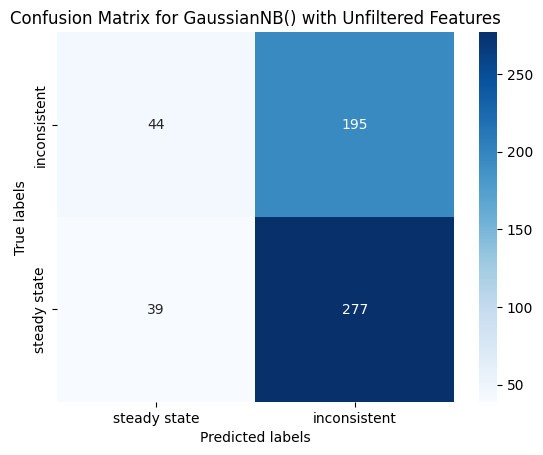 Confusion Matrix for GaussianNB() with Unfiltered Features
True labels
inconsistent
steady state
44
195
39
277
steady state
inconsistent
Predicted labels
250
200
150
100
50